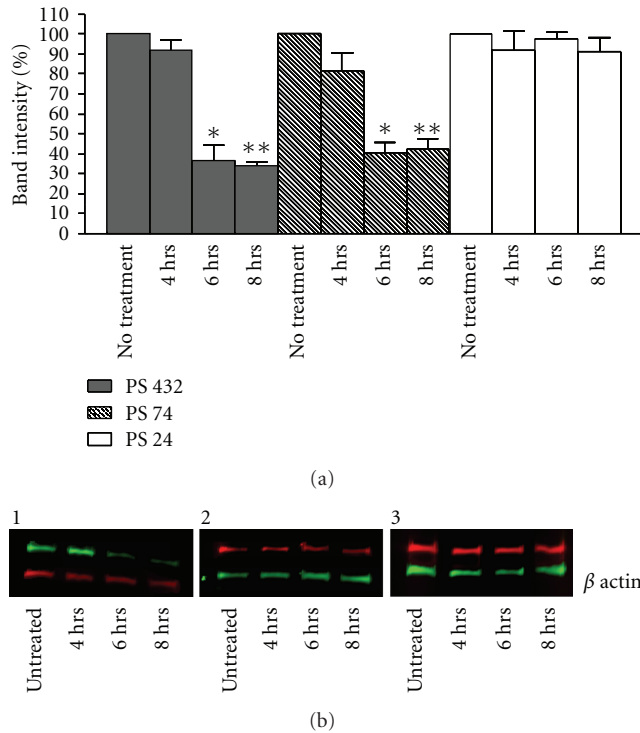 110
100
90
80
70
60
50
40
30
20
10
0
Band intensity (%)
*
**
*
**
No treatment
4 hrs
6 hrs
8 hrs
No treatment
4 hrs
6 hrs
8 hrs
No treatment
4 hrs
6 hrs
8 hrs
PS 432
PS 74
PS 24
(a)
1
2
3
β actin
Untreated
4 hrs
6 hrs
8 hrs
Untreated
4 hrs
6 hrs
8 hrs
Untreated
4 hrs
6 hrs
8 hrs
(b)